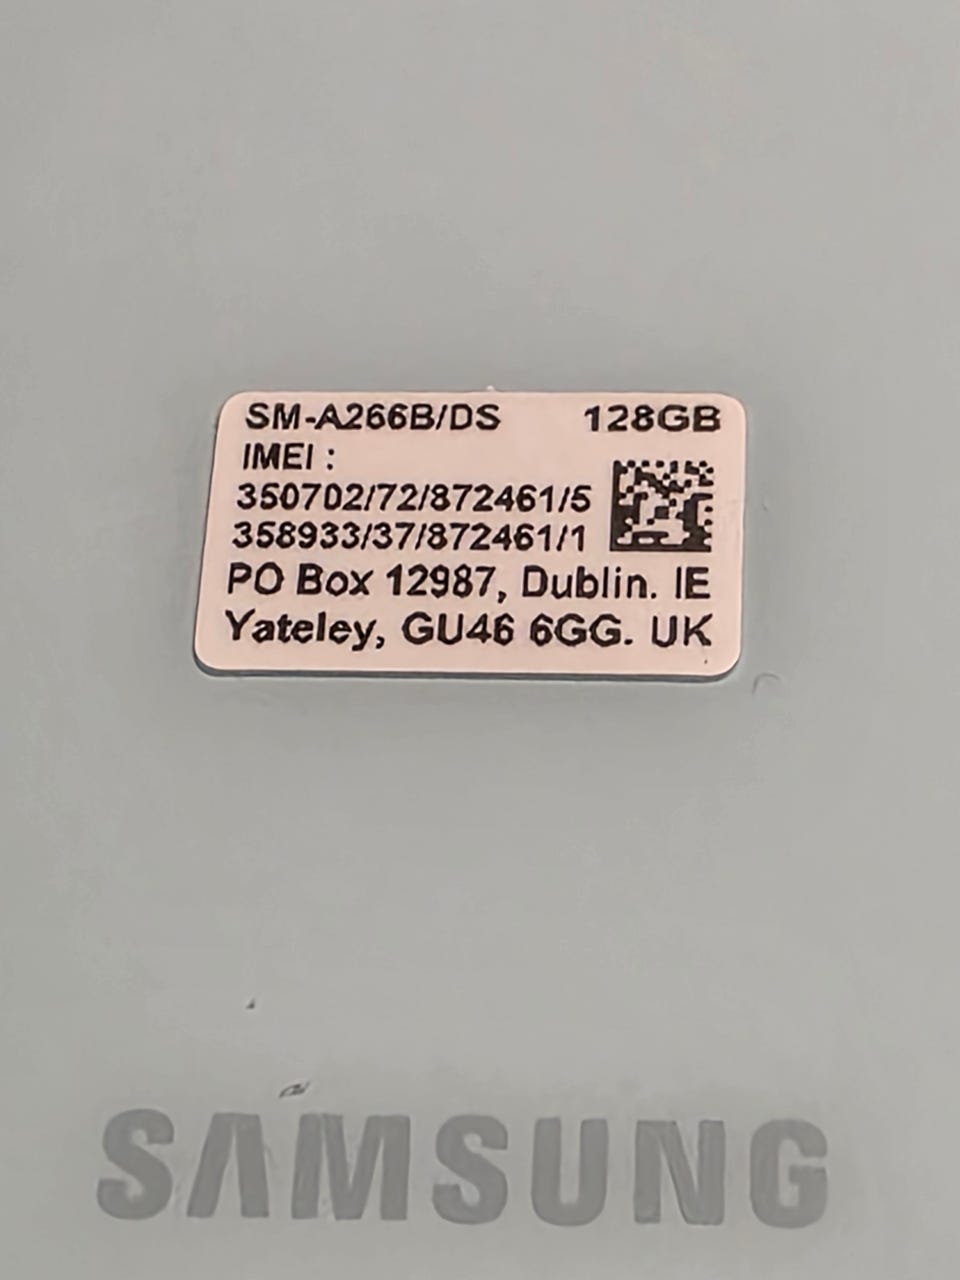 SM-A266B/DS 128GB
IMEI :
350702/72/872461/5
358933/37/872461/1
PO Box 12987, Dublin. IE
Yateley, GU46 6GG. UK
SAMSUNG